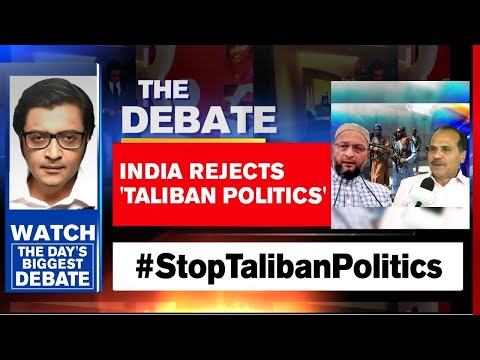 THE
DEBATE
INDIA REJECTS
'TALIBAN POLITICS'
WATCH
THE DAY'S
BIGGEST
DEBATE
#StopTalibanPolitics